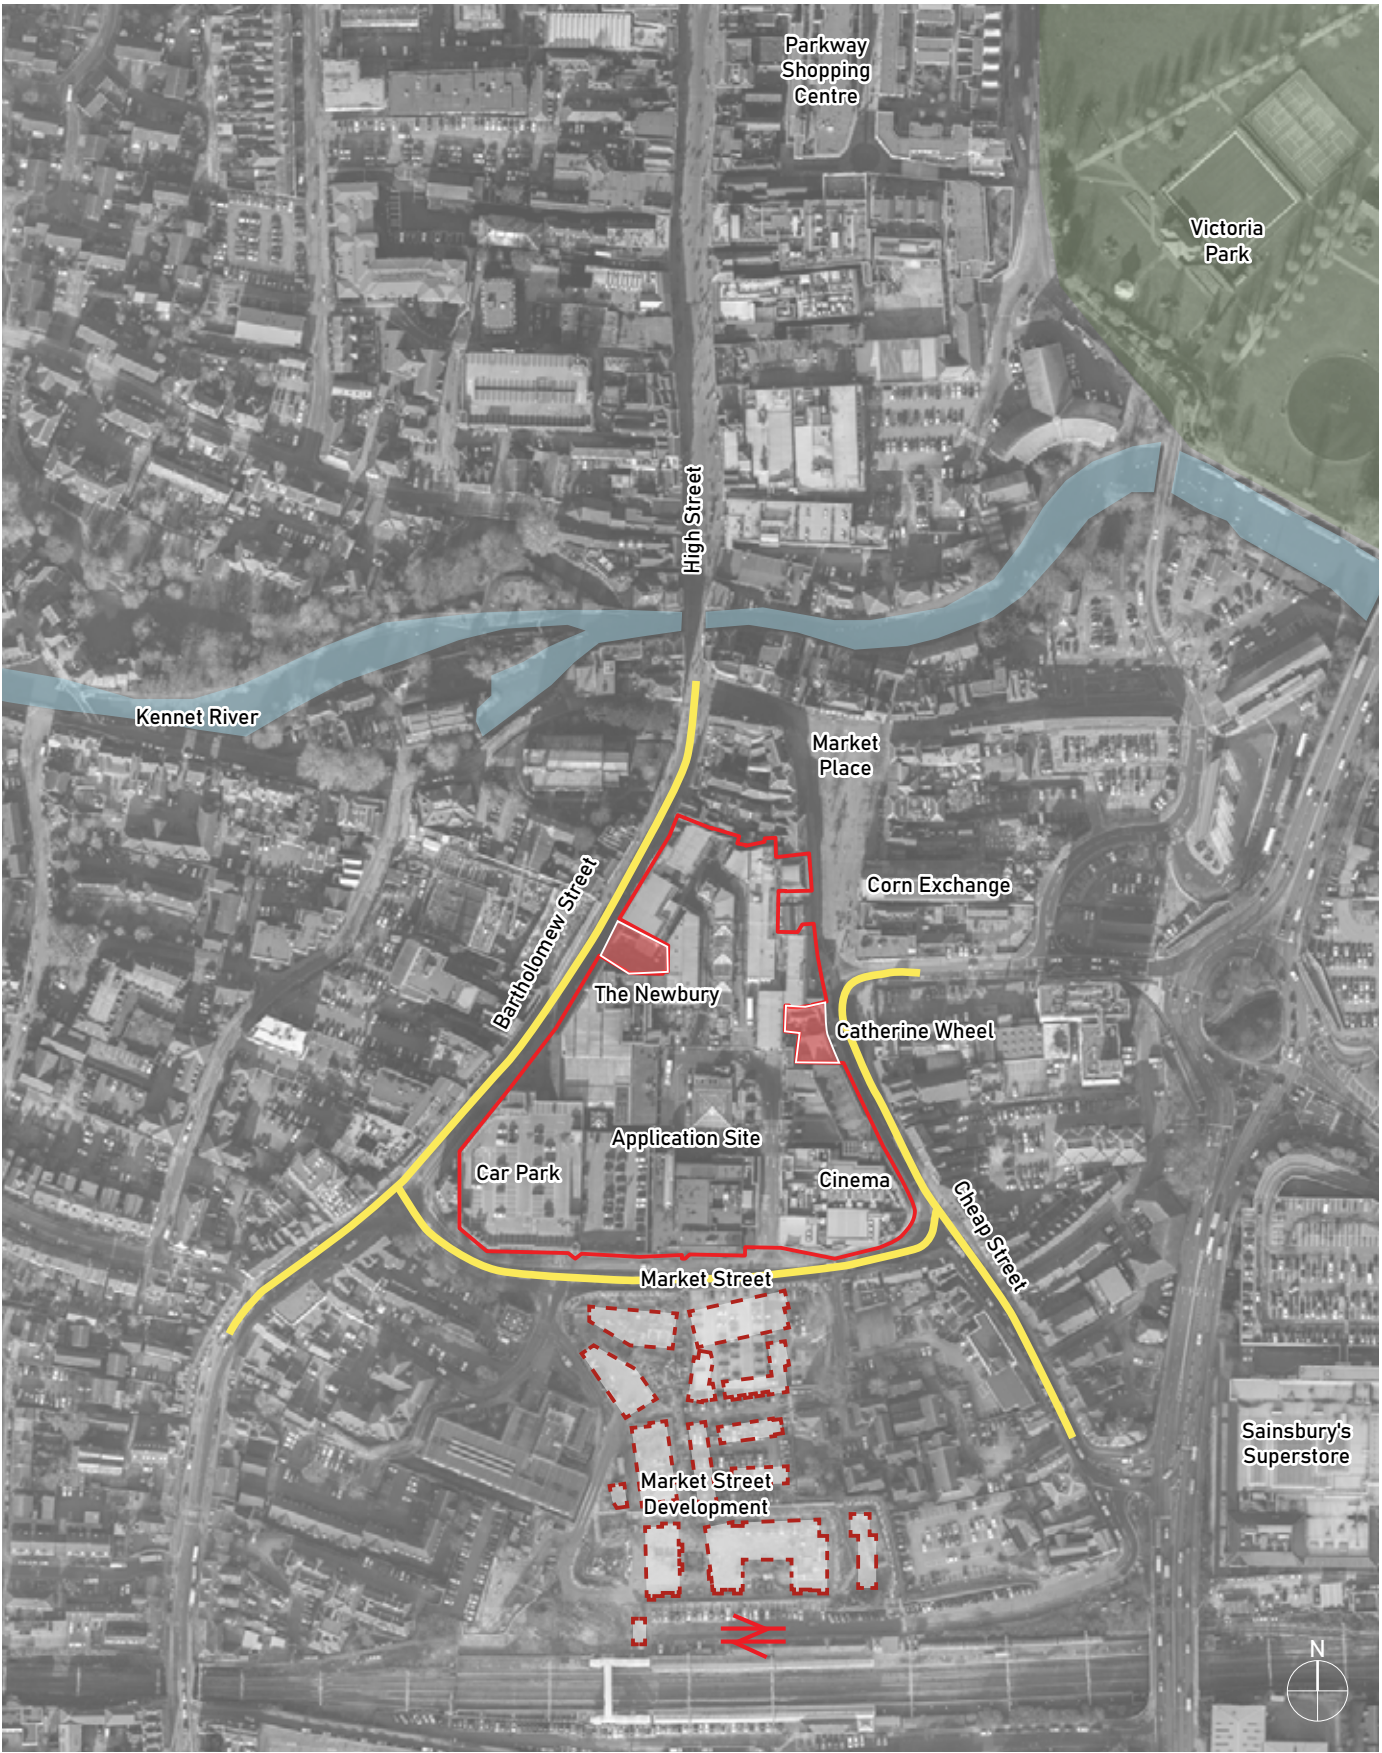 Parkway
Shopping
Centre
Victoria
Park
High Street
Kennet River
Market
Place
Bartholomew Street
Corn Exchange
The Newbury
Catherine Wheel
Application Site
Car Park
Cinema
Cheap Street
Market Street
Sainsbury's
Superstore
Market Street
Development
N